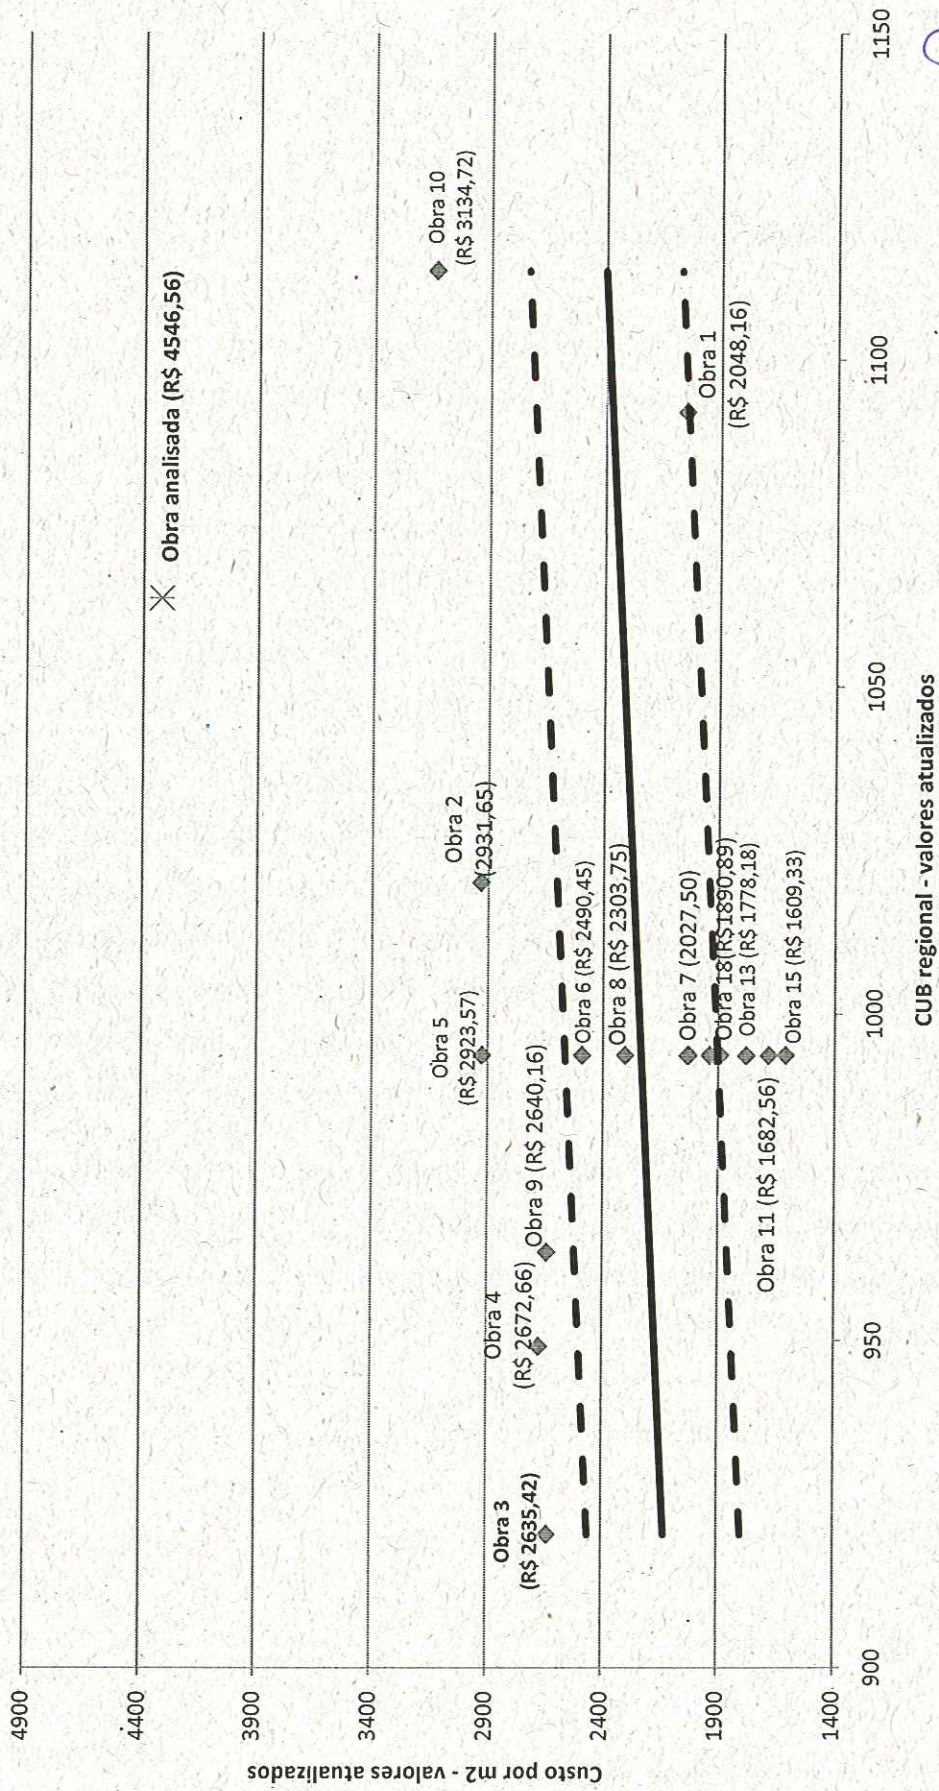 4900
4400
3900
3400
2900
2400
1900
1400
Custo por m2 - valores atualizados
Obra analisada (R$ 4546,56)
Obra 10
(R$ 3134,72)
Obra 2
(2931,65)
Obra 5
(R$ 2923,57)
Obra 4
(R$ 2672,66)
Obra 9 (R$ 2640,16)
Obra 3
(R$ 2635,42)
Obra 6 (R$ 2490,45)
Obra 8 (R$ 2303,75)
Obra 7 (2027,50)
Obra 18(R$1890,89)
Obra 13 (R$ 1778,18)
Obra 15 (R$ 1609,33)
Obra 11 (R$ 1682,56)
Obra 1
(R$ 2048,16)
900
950
1000
1050
1100
1150
CUB regional - valores atualizados